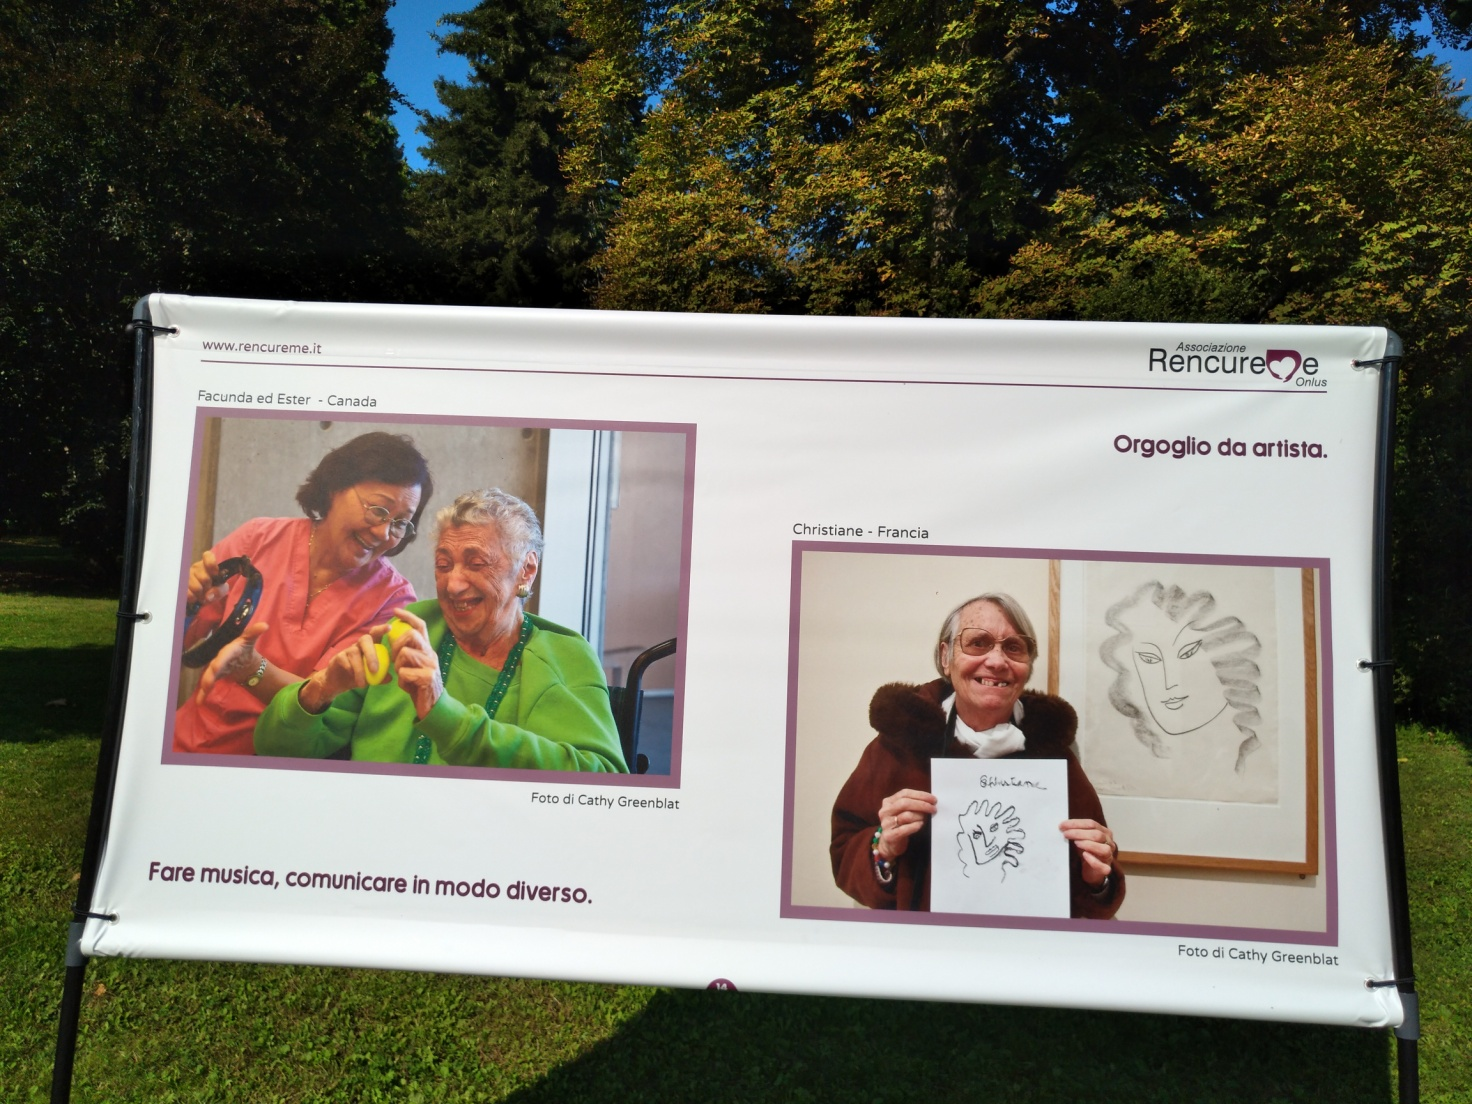 www.rencureme.it
Associazione
RencureMe
Onlus
Facunda ed Ester - Canada
Orgoglio da artista.
Christiane - Francia
Foto di Cathy Greenblat
Fare musica, comunicare in modo diverso.
Foto di Cathy Greenblat
14